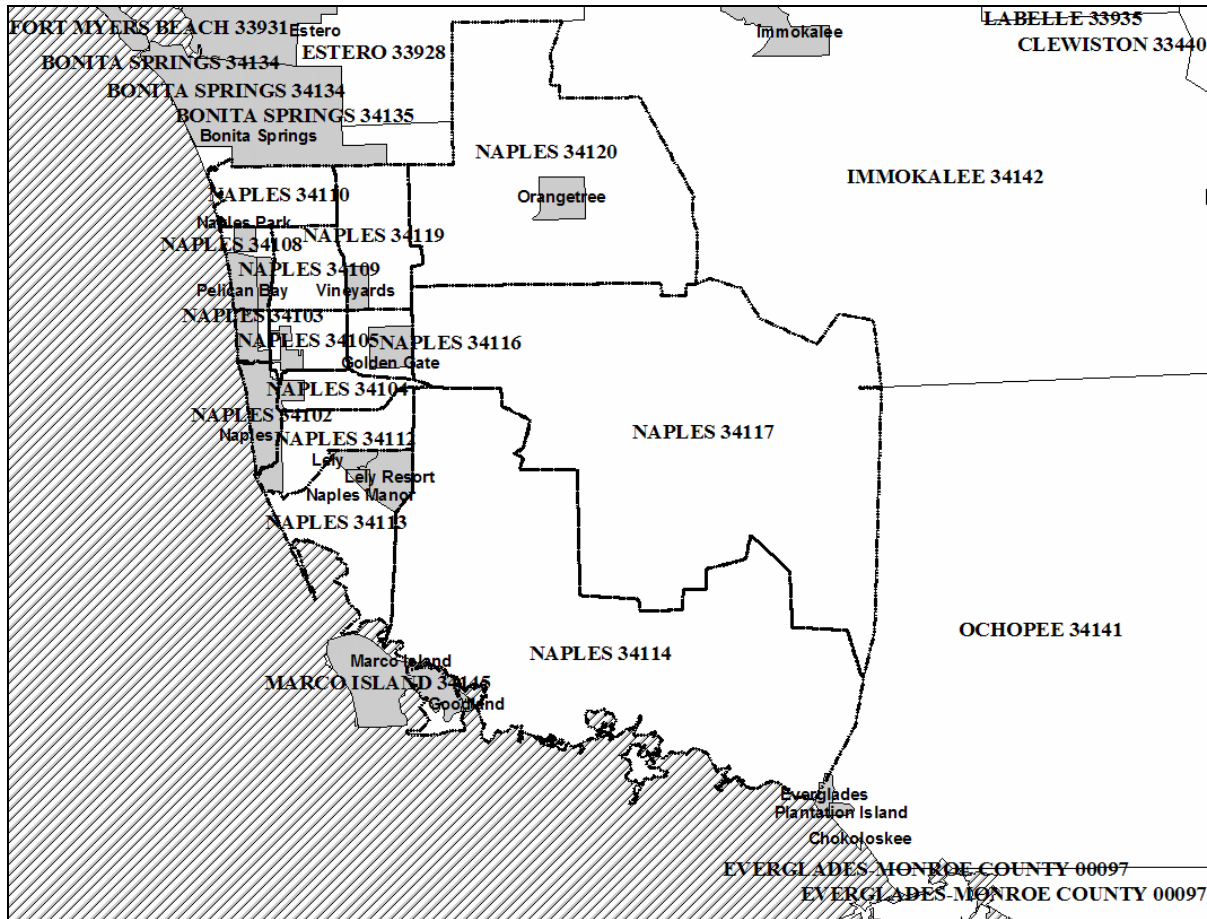 FORT MYERS BEACH 33931
Estero
ESTERO 33928
Immokalee
LABELLE 33935
CLEWISTON 33440
BONITA SPRINGS 34134
BONITA SPRINGS 34134
BONITA SPRINGS 34135
Bonita Springs
NAPLES 34120
IMMOKALEE 34142
NAPLES 34110
Orangetree
Naples Park
NAPLES 34119
NAPLES 34108
NAPLES 34109
Pelican Bay
Vineyards
NAPLES 34103
NAPLES 34105
NAPLES 34116
Golden Gate
NAPLES 34104
NAPLES 34102
Naples
NAPLES 34112
NAPLES 34117
Lely
Lely Resort
Naples Manor
NAPLES 34113
OCHOPEE 34141
NAPLES 34114
Marco Island
MARCO ISLAND 34145
Goodland
Everglades
Plantation Island
Chokoloskee
EVERGLADES-MONROE COUNTY 00097
EVERGLADES-MONROE COUNTY 00097